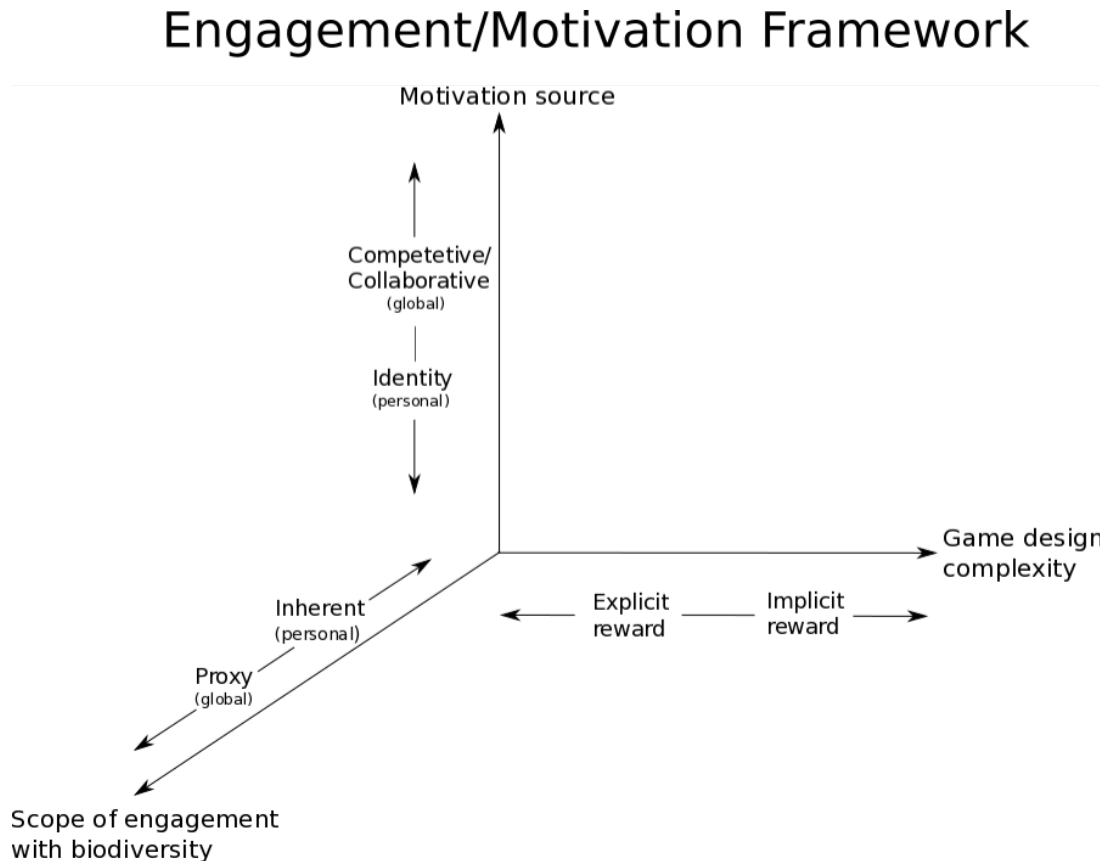 Engagement/Motivation Framework
Motivation source
Competetive/
Collaborative
(global)
Identity
(personal)
Game design
complexity
Explicit
reward
Implicit
reward
Inherent
(personal)
Proxy
(global)
Scope of engagement
with biodiversity